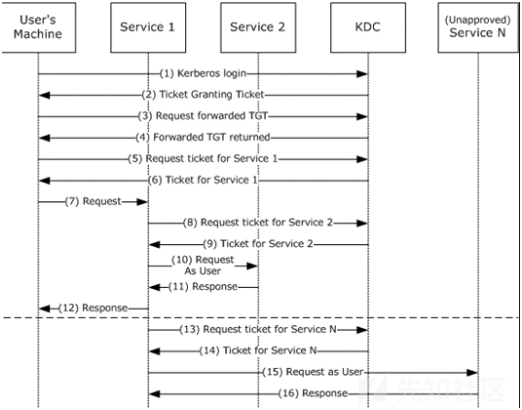 User's
Machine
Service 1
Service 2
KDC
(Unapproved)
Service N
(1) Kerberos login
(2) Ticket Granting Ticket
(3) Request forwarded TGT
(4) Forwarded TGT returned
(5) Request ticket for Service 1
(6) Ticket for Service 1
(7) Request
(8) Request ticket for Service 2
(9) Ticket for Service 2
(10) Request
As User
(11) Response
(12) Response
(13) Request ticket for Service N
(14) Ticket for Service N
(15) Request as User
(16) Response
先知社区